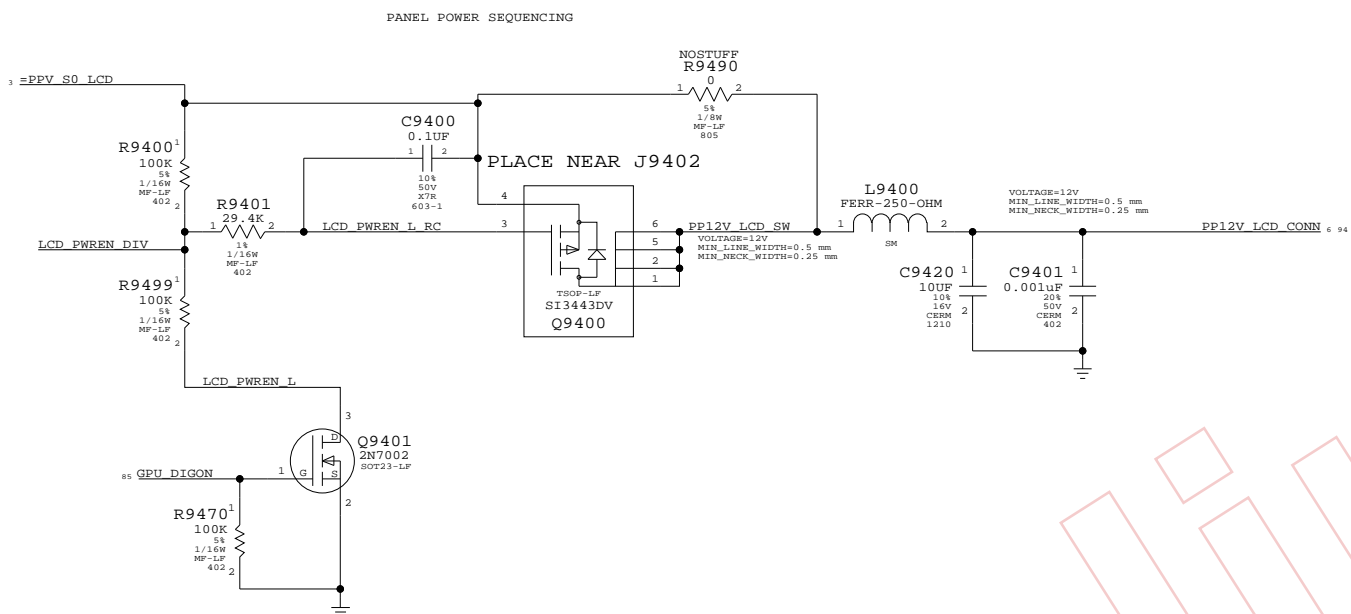 PANEL POWER SEQUENCING
NOSTUFF
R9490
0
1 2
5%
1/8W
MF-LF
805
3 =PPV_S0_LCD
C9400
0.1UF
1 2
10%
50V
X7R
603-1
PLACE NEAR J9402
R9400
1
100K
5%
1/16W
MF-LF
402
2
R9401
29.4K
1 2
1%
1/16W
MF-LF
402
LCD_PWREN_L_RC
LCD_PWREN_DIV
4
3
6
5
2
1
TSOP-LF
SI3443DV
Q9400
PP12V_LCD_SW
VOLTAGE=12V
MIN_LINE_WIDTH=0.5 mm
MIN_NECK_WIDTH=0.25 mm
L9400
FERR-250-OHM
1 2
SM
VOLTAGE=12V
MIN_LINE_WIDTH=0.5 mm
MIN_NECK_WIDTH=0.25 mm
PP12V_LCD_CONN 6 94
C9420
1
10UF
10%
16V
2
CERM
1210
C9401
1
0.001uF
20%
50V
2
CERM
402
R9499
1
100K
5%
1/16W
MF-LF
402
2
LCD_PWREN_L
3
D
Q9401
2N7002
SOT23-LF
85 GPU_DIGON
1
G
S
2
R9470
1
100K
5%
1/16W
MF-LF
402
2